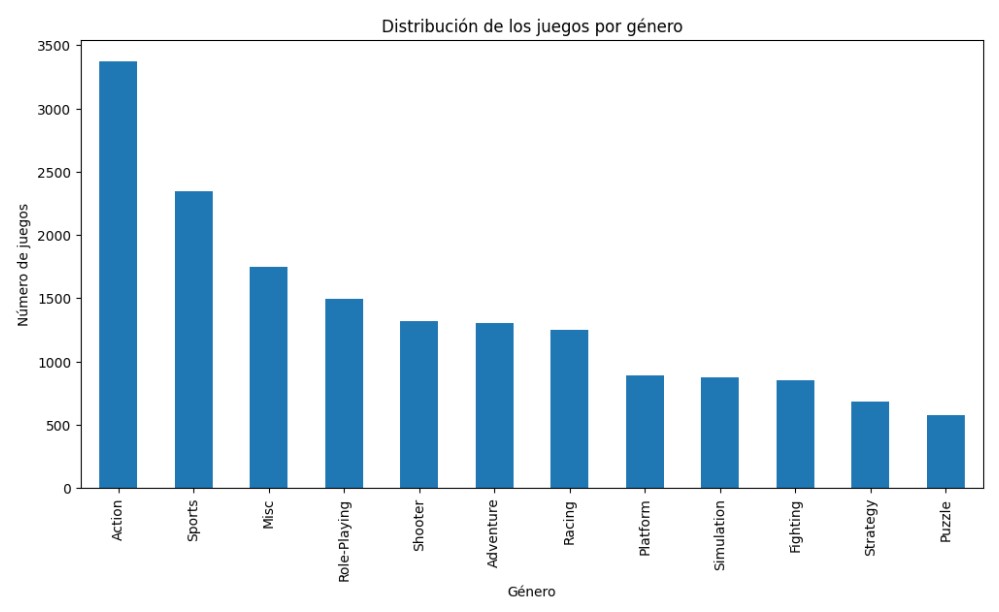 Distribución de los juegos por género
3500
3000
2500
2000
1500
1000
500
0
Número de juegos
Action
Sports
Misc
Role-Playing
Shooter
Adventure
Racing
Platform
Simulation
Fighting
Strategy
Puzzle
Género